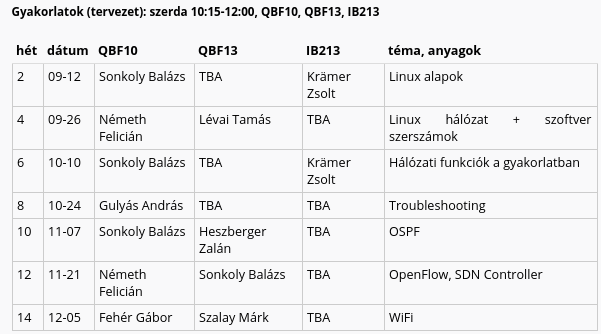 Gyakorlatok (tervezet): szerda 10:15-12:00, QBF10, QBF13, IB213
hét dátum QBF10 QBF13 IB213 téma, anyagok
2 09-12 Sonkoly Balázs TBA Krämer Zsolt Linux alapok
4 09-26 Németh Felicián Lévai Tamás TBA Linux hálózat + szoftver szerszámok
6 10-10 Sonkoly Balázs TBA Krämer Zsolt Hálózati funkciók a gyakorlatban
8 10-24 Gulyás András TBA TBA Troubleshooting
10 11-07 Sonkoly Balázs Heszberger Zalán TBA OSPF
12 11-21 Németh Felicián Sonkoly Balázs TBA OpenFlow, SDN Controller
14 12-05 Fehér Gábor Szalay Márk TBA WiFi